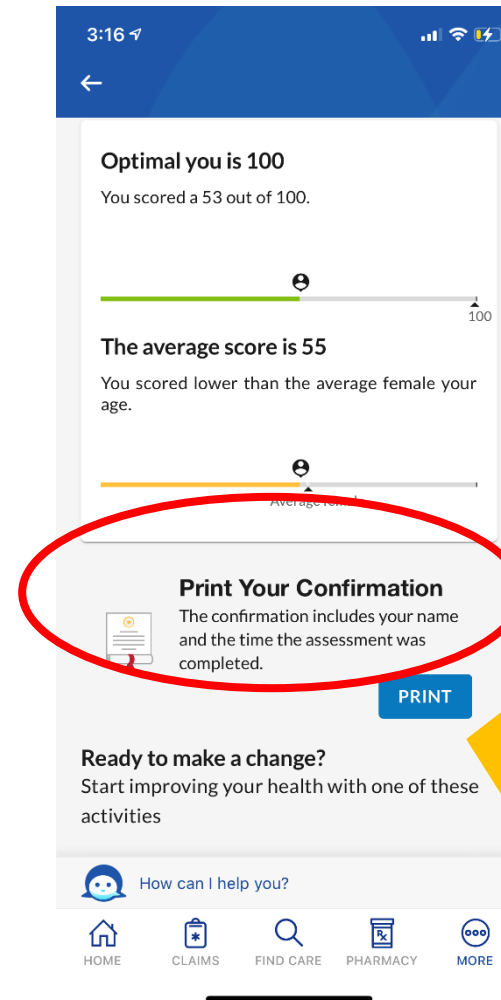 3:16
Optimal you is 100
You scored a 53 out of 100.
100
The average score is 55
You scored lower than the average female your
age.
Average female
Print Your Confirmation
The confirmation includes your name
and the time the assessment was
completed.
PRINT
Ready to make a change?
Start improving your health with one of these
activities
How can I help you?
HOME CLAIMS FIND CARE PHARMACY MORE